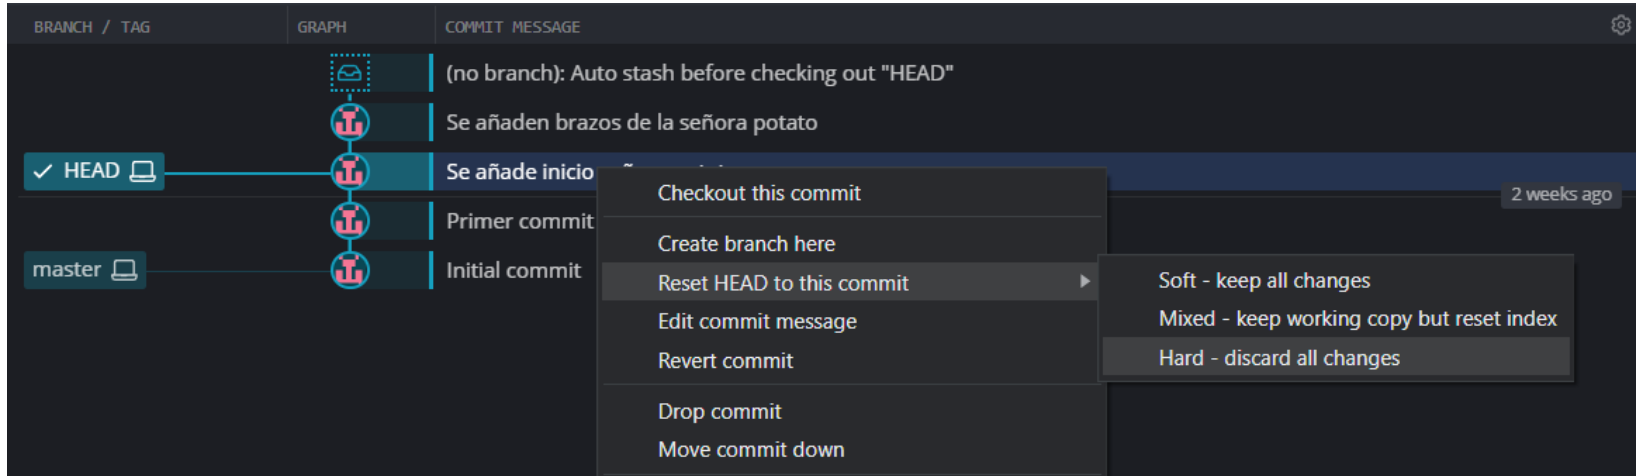 BRANCH / TAG GRAPH COMMIT MESSAGE
(no branch): Auto stash before checking out "HEAD"
Se añaden brazos de la señora potato
HEAD Se añade inicio
2 weeks ago
Primer commit
master Initial commit
Checkout this commit
Create branch here
Reset HEAD to this commit
Edit commit message
Revert commit
Drop commit
Move commit down
Soft - keep all changes
Mixed - keep working copy but reset index
Hard - discard all changes